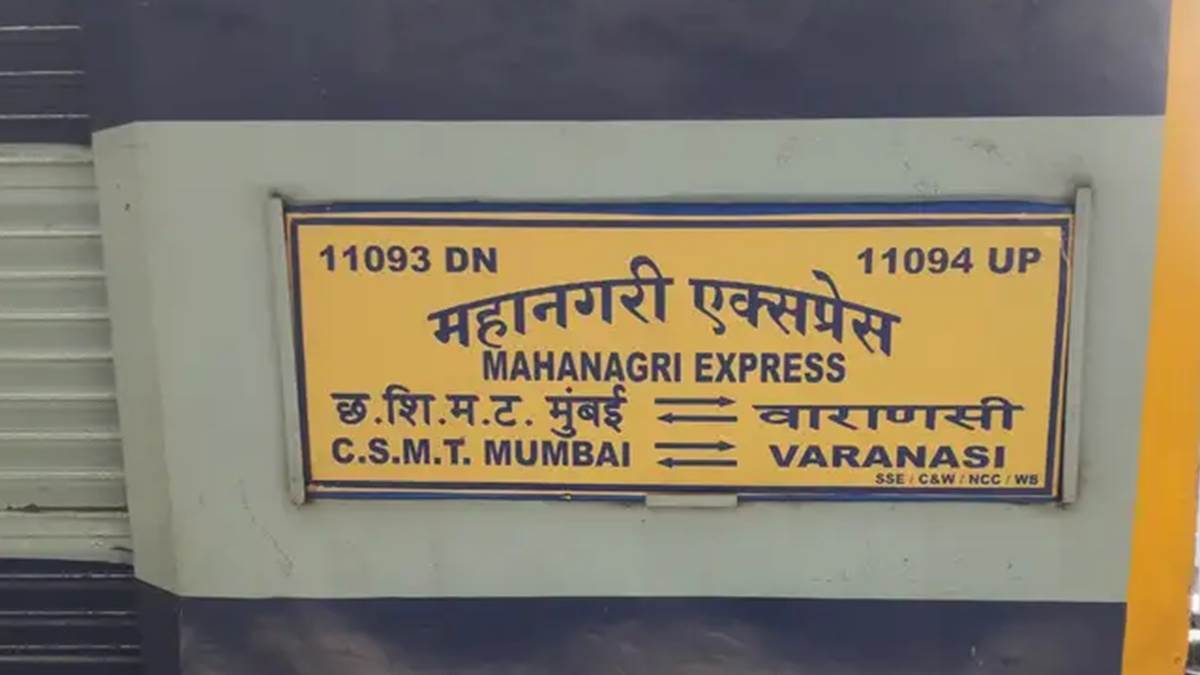 11093 DN 11094 UP
महानगरी एक्सप्रेस
MAHANAGRI EXPRESS
छ.शि.म.ट. मुंबई ⇄ वाराणसी
C.S.M.T. MUMBAI ⇄ VARANASI
SSE / C&W / NCC / WB